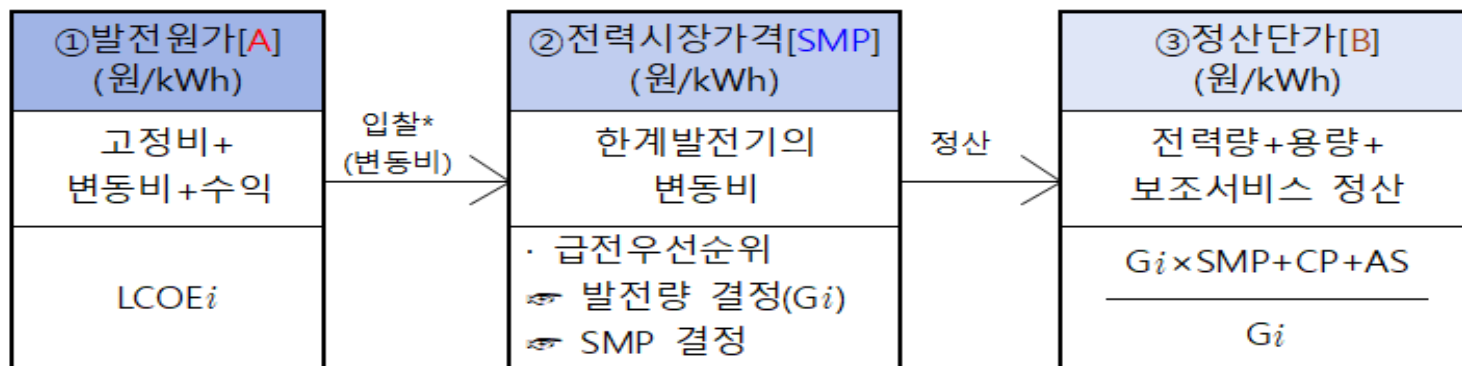 ①발전원가[A]
(원/kWh)
고정비+
변동비+수익
LCOEi
입찰*
(변동비)
②전력시장가격[SMP]
(원/kWh)
한계발전기의
변동비
· 급전우선순위
☞ 발전량 결정(Gi)
☞ SMP 결정
정산
③정산단가[B]
(원/kWh)
전력량+용량+
보조서비스 정산
Gi×SMP+CP+AS
Gi